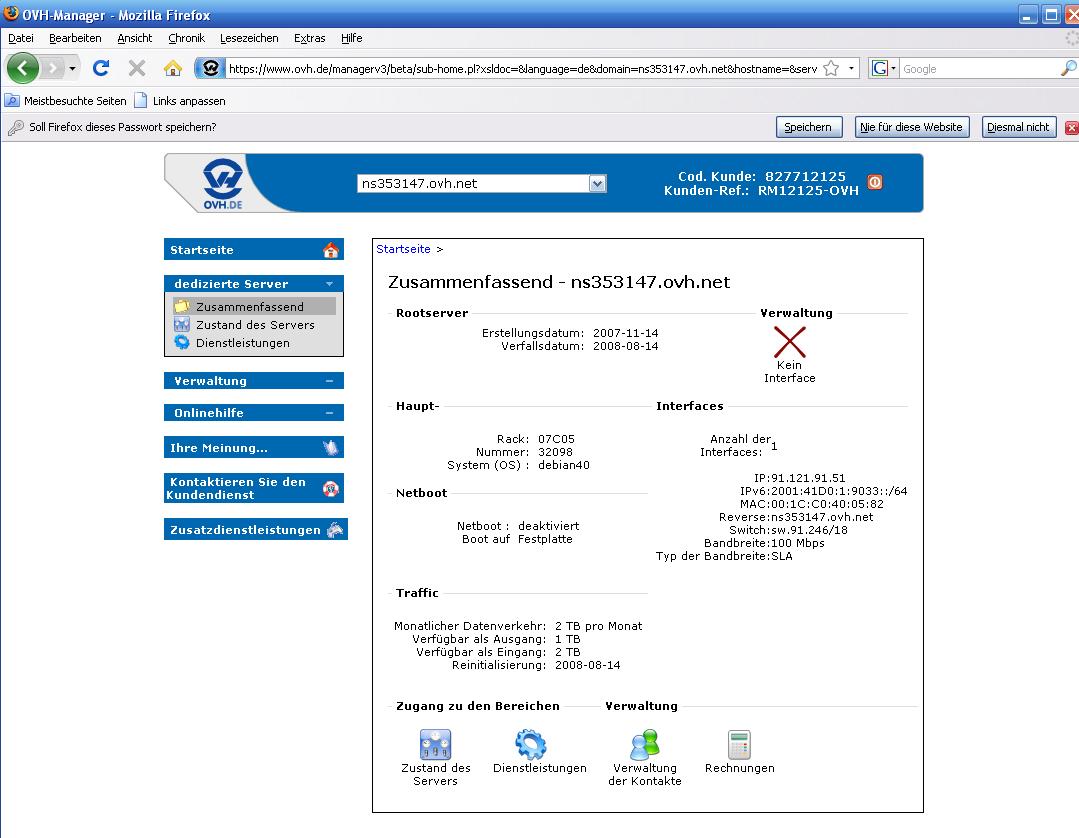 OVH-Manager - Mozilla Firefox
Datei Bearbeiten Ansicht Chronik Lesezeichen Extras Hilfe
https://www.ovh.de/managerv3/beta/sub-home.pl?xsldoc=&language=de&domain=ns353147.ovh.net&hostname=&serv
G Google
Meistbesuchte Seiten Links anpassen
Soll Firefox dieses Passwort speichern? Speichern Nie für diese Website Diesmal nicht
OVH.DE
ns353147.ovh.net
Cod. Kunde: 827712125
Kunden-Ref.: RM12125-OVH
Startseite
dedizierte Server
Zusammenfassend
Zustand des Servers
Dienstleistungen
Verwaltung
Onlinehilfe
Ihre Meinung...
Kontaktieren Sie den
Kundendienst
Zusatzdienstleistungen
Startseite >
Zusammenfassend - ns353147.ovh.net
Rootserver
Erstellungsdatum: 2007-11-14
Verfallsdatum: 2008-08-14
Verwaltung
Kein
Interface
Haupt-
Rack: 07C05
Nummer: 32098
System (OS) : debian40
Netboot
Netboot : deaktiviert
Boot auf Festplatte
Interfaces
Anzahl der
Interfaces: 1
IP:91.121.91.51
IPv6:2001:41D0:1:9033::/64
MAC:00:1C:C0:40:05:82
Reverse:ns353147.ovh.net
Switch:sw.91.246/18
Bandbreite:100 Mbps
Typ der Bandbreite:SLA
Traffic
Monatlicher Datenverkehr: 2 TB pro Monat
Verfügbar als Ausgang: 1 TB
Verfügbar als Eingang: 2 TB
Reinitialisierung: 2008-08-14
Zugang zu den Bereichen
Zustand des
Servers
Dienstleistungen
Verwaltung
Verwaltung
der Kontakte
Rechnungen